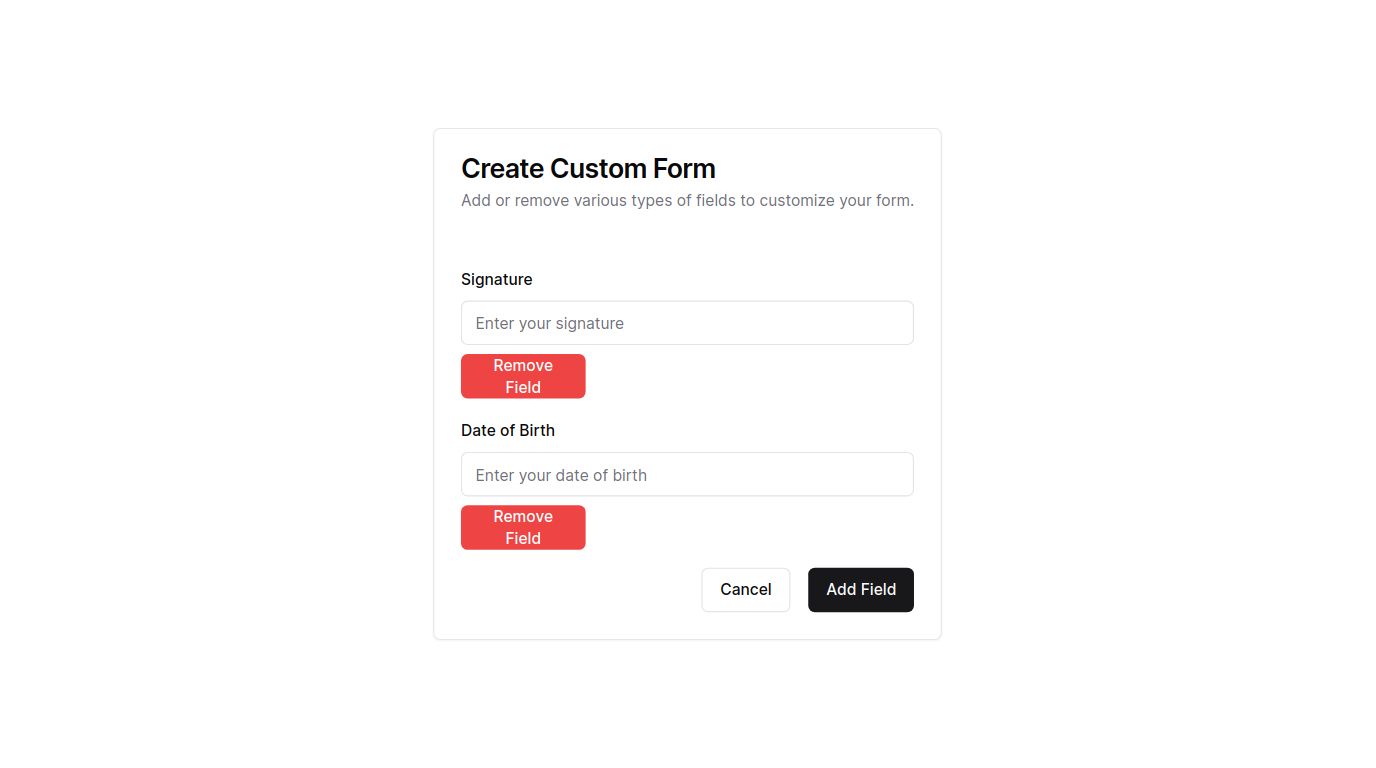 Create Custom Form
Add or remove various types of fields to customize your form.
Signature
Enter your signature
Remove
Field
Date of Birth
Enter your date of birth
Remove
Field
Cancel
Add Field